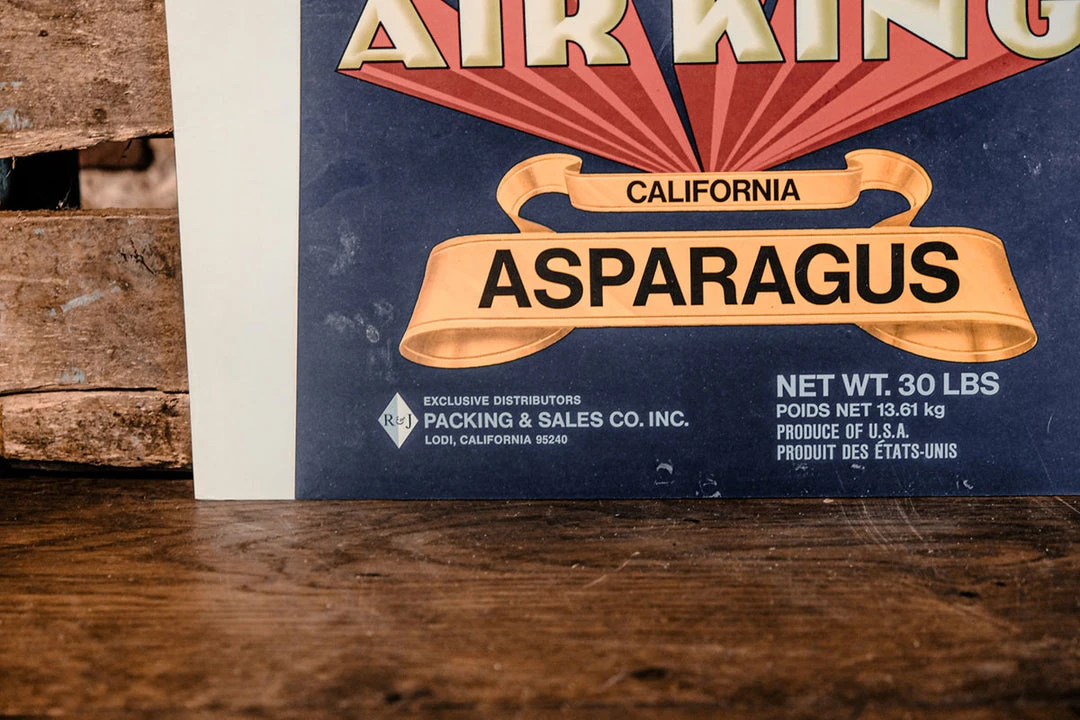 AIR KING
CALIFORNIA
ASPARAGUS
R&J
EXCLUSIVE DISTRIBUTORS
PACKING & SALES CO. INC.
LODI, CALIFORNIA 95240
NET WT. 30 LBS
POIDS NET 13.61 kg
PRODUCE OF U.S.A.
PRODUIT DES ÉTATS-UNIS